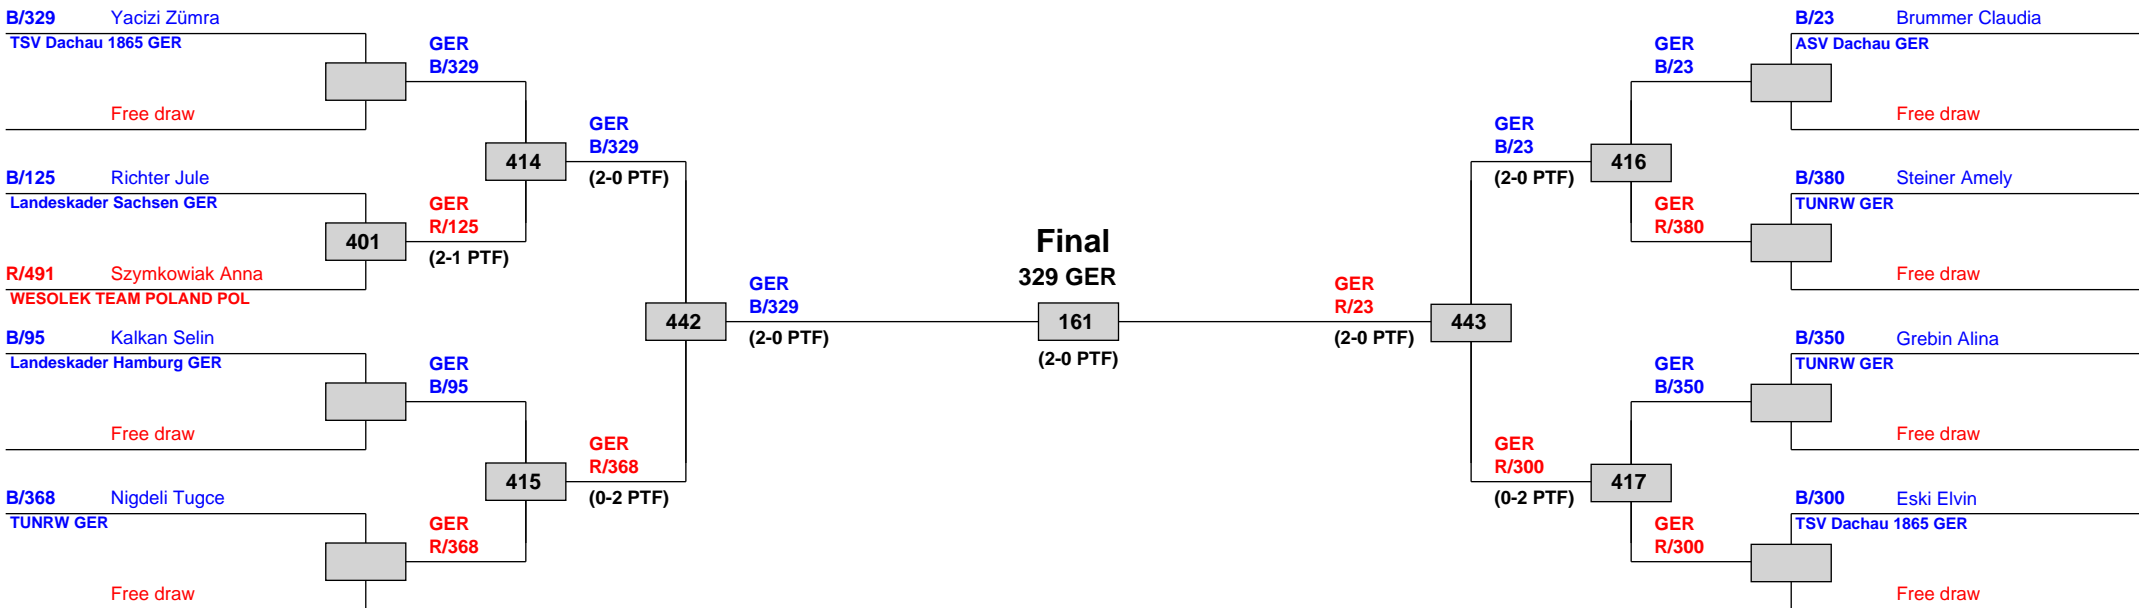 B/329 Yacizi Zümra
TSV Dachau 1865 GER
Free draw
B/125 Richter Jule
Landeskader Sachsen GER
R/491 Szymkowiak Anna
WESOLEK TEAM POLAND POL
B/95 Kalkan Selin
Landeskader Hamburg GER
Free draw
B/368 Nigdeli Tugce
TUNRW GER
Free draw
GER
B/329
401
GER
R/125
(2-1 PTF)
GER
B/95
GER
R/368
414
GER
B/329
(2-0 PTF)
415
GER
R/368
(0-2 PTF)
442
GER
B/329
(2-0 PTF)
Final
329 GER
161
(2-0 PTF)
GER
R/23
(2-0 PTF)
443
GER
B/23
(2-0 PTF)
416
GER
R/300
(0-2 PTF)
417
GER
B/23
GER
R/380
GER
B/350
GER
R/300
B/23 Brummer Claudia
ASV Dachau GER
Free draw
B/380 Steiner Amely
TUNRW GER
Free draw
B/350 Grebin Alina
TUNRW GER
Free draw
B/300 Eski Elvin
TSV Dachau 1865 GER
Free draw